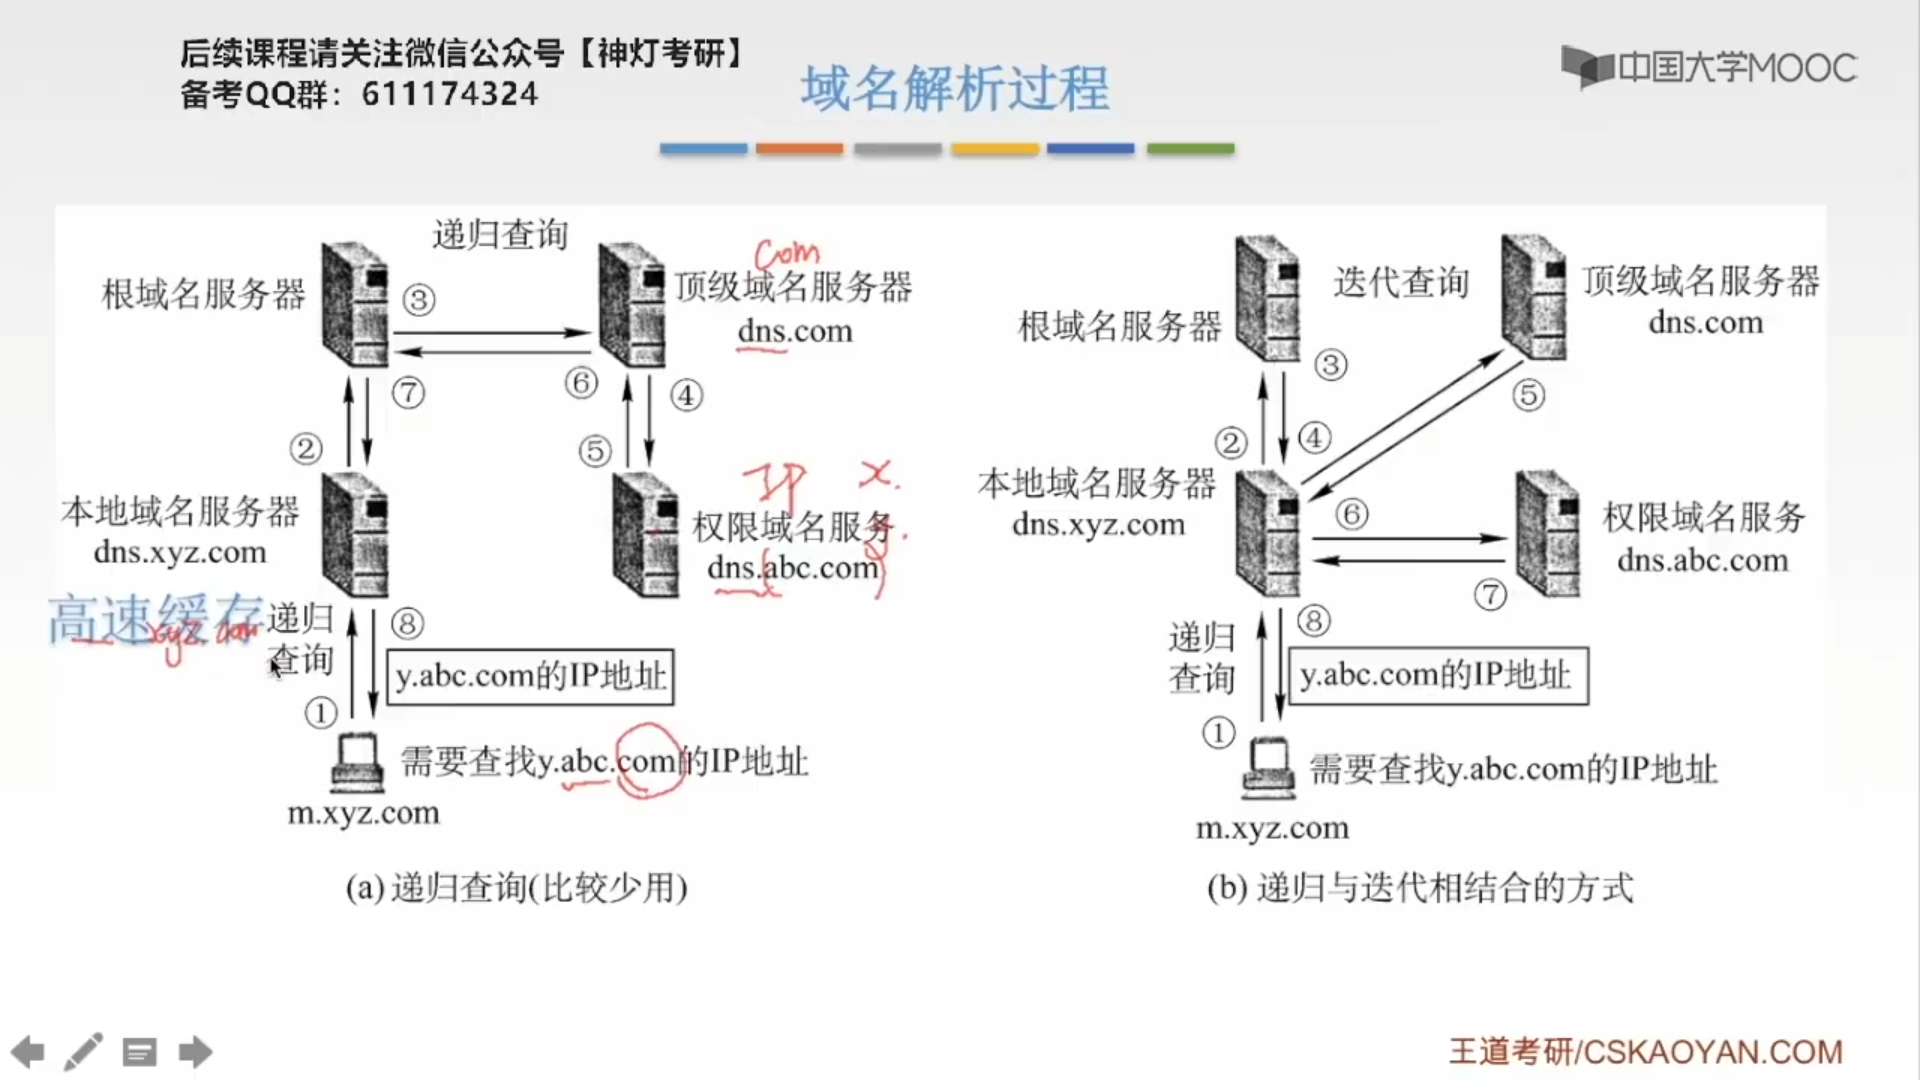 后续课程请关注微信公众号【神灯考研】
备考QQ群：611174324
域名解析过程
中国大学MOOC
递归查询
根域名服务器
③
com
顶级域名服务器
dns.com
⑦
⑥
④
②
⑤
IP
x.
本地域名服务器
dns.xyz.com
权限域名服务
dns.abc.com
高速缓存
xyz com
递归
查询
⑧
y.abc.com的IP地址
①
需要查找y.abc.com的IP地址
m.xyz.com
(a) 递归查询(比较少用)
迭代查询
根域名服务器
顶级域名服务器
dns.com
③
⑤
②
④
本地域名服务器
dns.xyz.com
⑥
权限域名服务
dns.abc.com
⑦
递归
查询
⑧
y.abc.com的IP地址
①
需要查找y.abc.com的IP地址
m.xyz.com
(b) 递归与迭代相结合的方式
王道考研/CSKAOYAN.COM